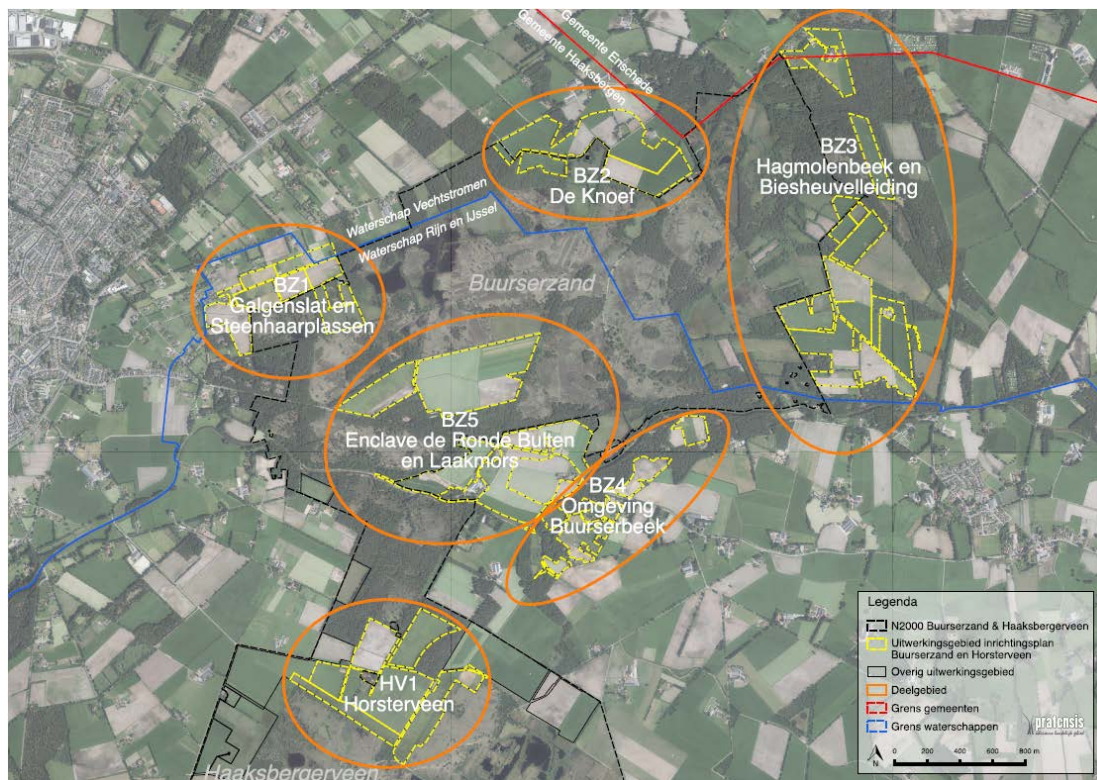 Gemeente Enschede
Gemeente Haaksbergen
BZ3
Hagmolenbeek en
Biesheuvelleiding
BZ2
De Knoef
Waterschap Vechtstromen
Waterschap Rijn en IJssel
Buurserzand
BZ1
Galgenslat en
Steenhaarplassen
BZ5
Enclave de Ronde Bulten
en Laakmors
BZ4
Omgeving
Buurserbeek
HV1
Horsterveen
Haaksbergerveen
Legenda
N2000 Buurserzand & Haaksbergerveen
Uitwerkingsgebied inrichtingsplan
Buurserzand en Horsterveen
Overig uitwerkingsgebied
Deelgebied
Grens gemeenten
Grens waterschappen
pratensis
N
0 200 400 600 800 m